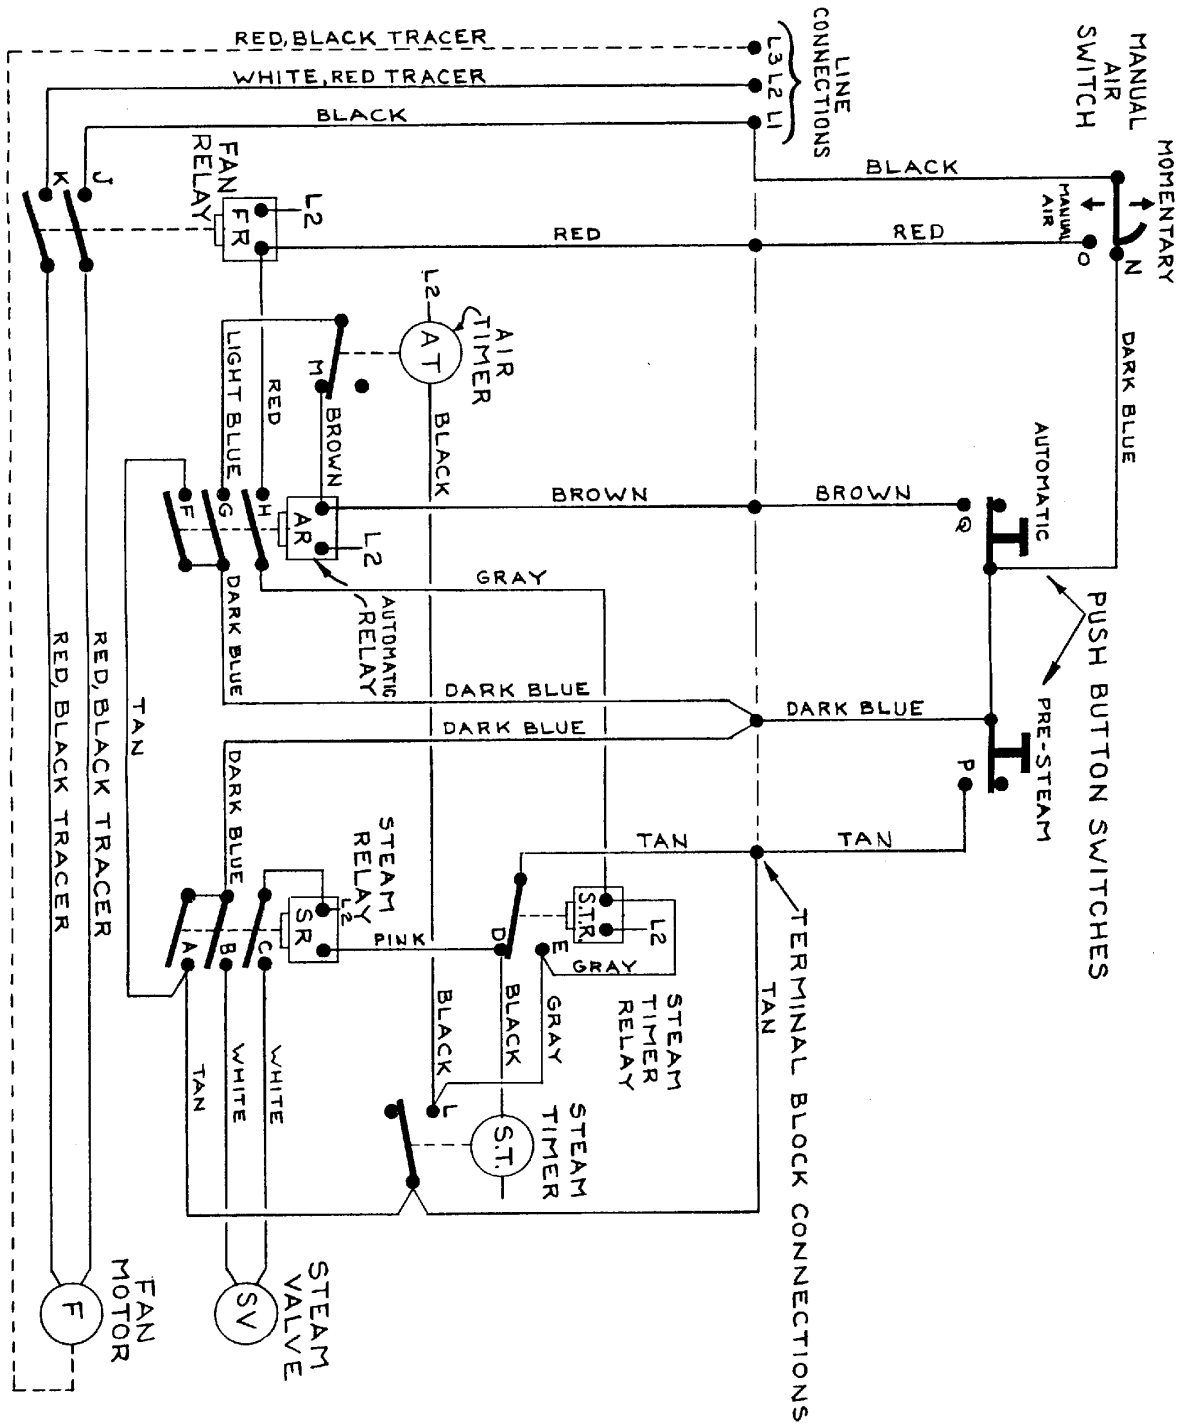 RED, BLACK TRACER
WHITE, RED TRACER
BLACK
L3
L2
L1
LINE
CONNECTIONS
MANUAL
AIR
SWITCH
MOMENTARY
MANUAL
AIR
BLACK
O
N
RED
RED
DARK BLUE
FAN
RELAY
FR
L2
K
J
L2
AT
AIR
TIMER
M
LIGHT BLUE
RED
BROWN
BLACK
BROWN
BROWN
Q
AUTOMATIC
F
G
H
AR
L2
AUTOMATIC
RELAY
GRAY
PUSH BUTTON SWITCHES
PRE-STEAM
P
DARK BLUE
DARK BLUE
DARK BLUE
DARK BLUE
DARK BLUE
TAN
RED, BLACK TRACER
RED, BLACK TRACER
TAN
TAN
TERMINAL BLOCK CONNECTIONS
STEAM
RELAY
SR
L2
A
B
C
PINK
D
E
S.T.R.
L2
GRAY
STEAM
TIMER
RELAY
TAN
BLACK
BLACK
GRAY
L
S.T.
STEAM
TIMER
TAN
WHITE
WHITE
SV
STEAM
VALVE
F
FAN
MOTOR